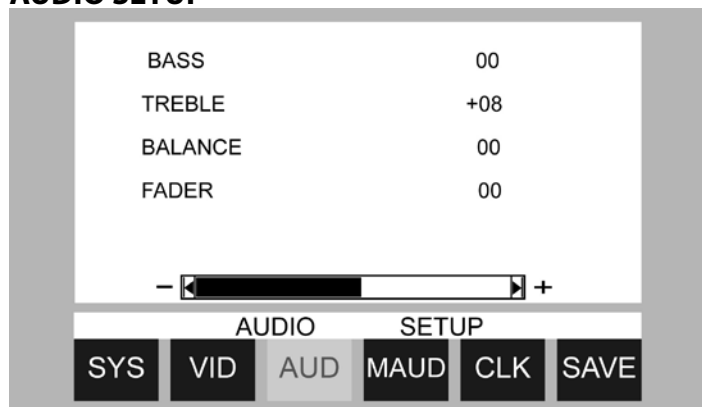 AUDIO SETUP
BASS 00
TREBLE +08
BALANCE 00
FADER 00
− +
AUDIO SETUP
SYS VID AUD MAUD CLK SAVE